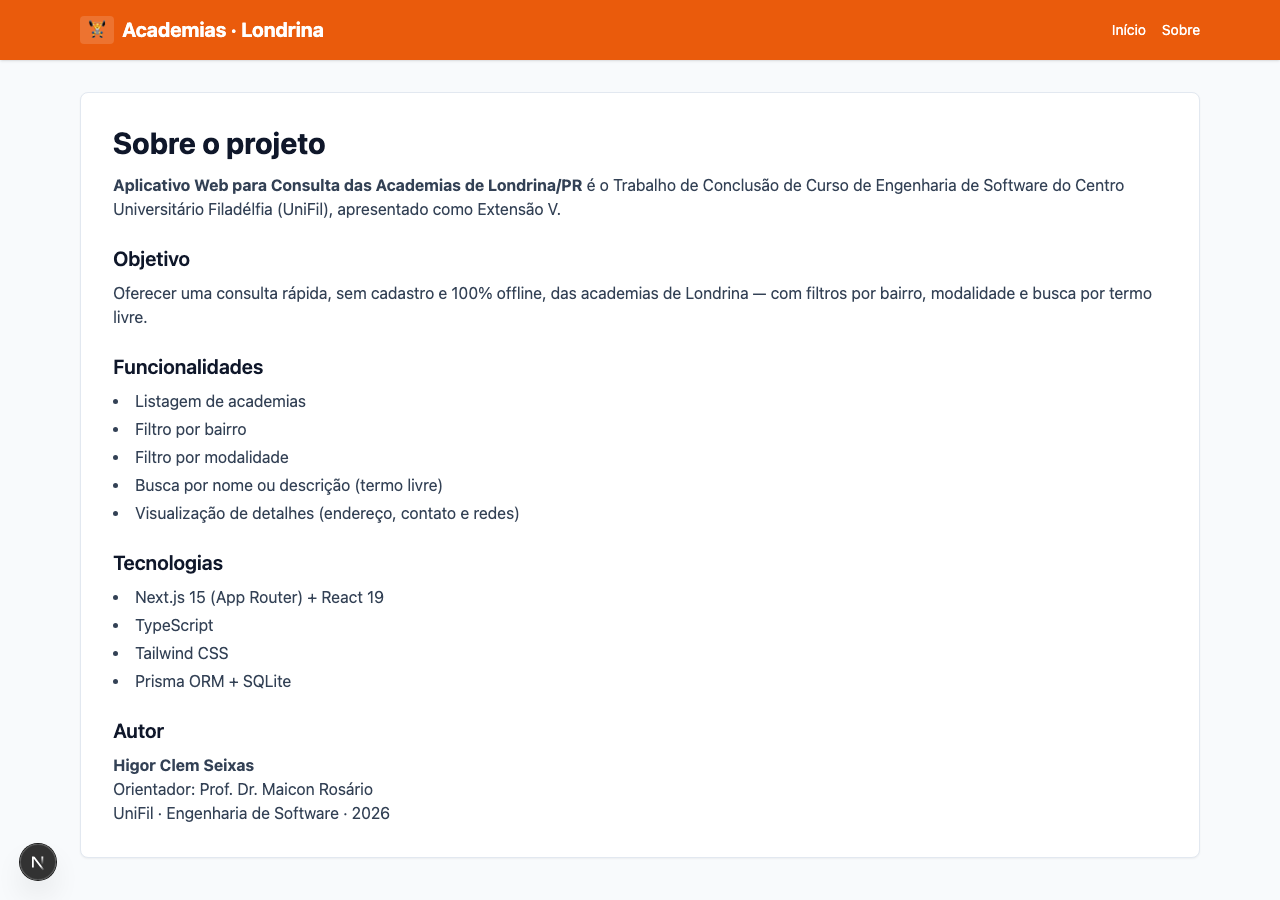 Academias · Londrina
Início Sobre
Sobre o projeto
Aplicativo Web para Consulta das Academias de Londrina/PR é o Trabalho de Conclusão de Curso de Engenharia de Software do Centro
Universitário Filadélfia (UniFil), apresentado como Extensão V.
Objetivo
Oferecer uma consulta rápida, sem cadastro e 100% offline, das academias de Londrina — com filtros por bairro, modalidade e busca por termo
livre.
Funcionalidades
• Listagem de academias
• Filtro por bairro
• Filtro por modalidade
• Busca por nome ou descrição (termo livre)
• Visualização de detalhes (endereço, contato e redes)
Tecnologias
• Next.js 15 (App Router) + React 19
• TypeScript
• Tailwind CSS
• Prisma ORM + SQLite
Autor
Higor Clem Seixas
Orientador: Prof. Dr. Maicon Rosário
UniFil · Engenharia de Software · 2026
N